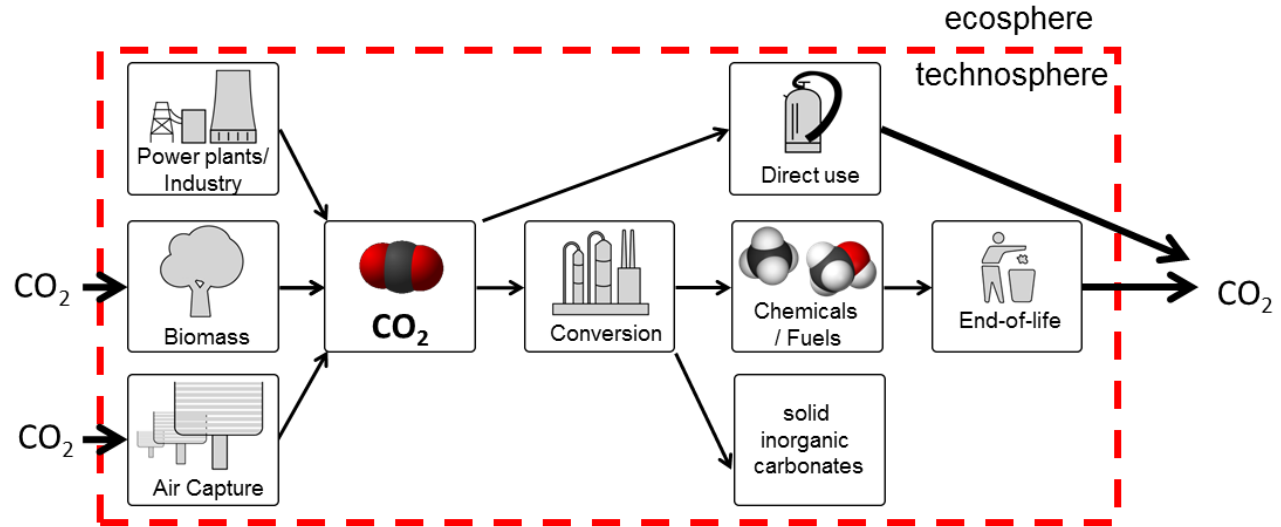 ecosphere
technosphere
Power plants/
Industry
Direct use
CO₂
Biomass
CO₂
Conversion
Chemicals
/ Fuels
End-of-life
CO₂
CO₂
Air Capture
solid
inorganic
carbonates